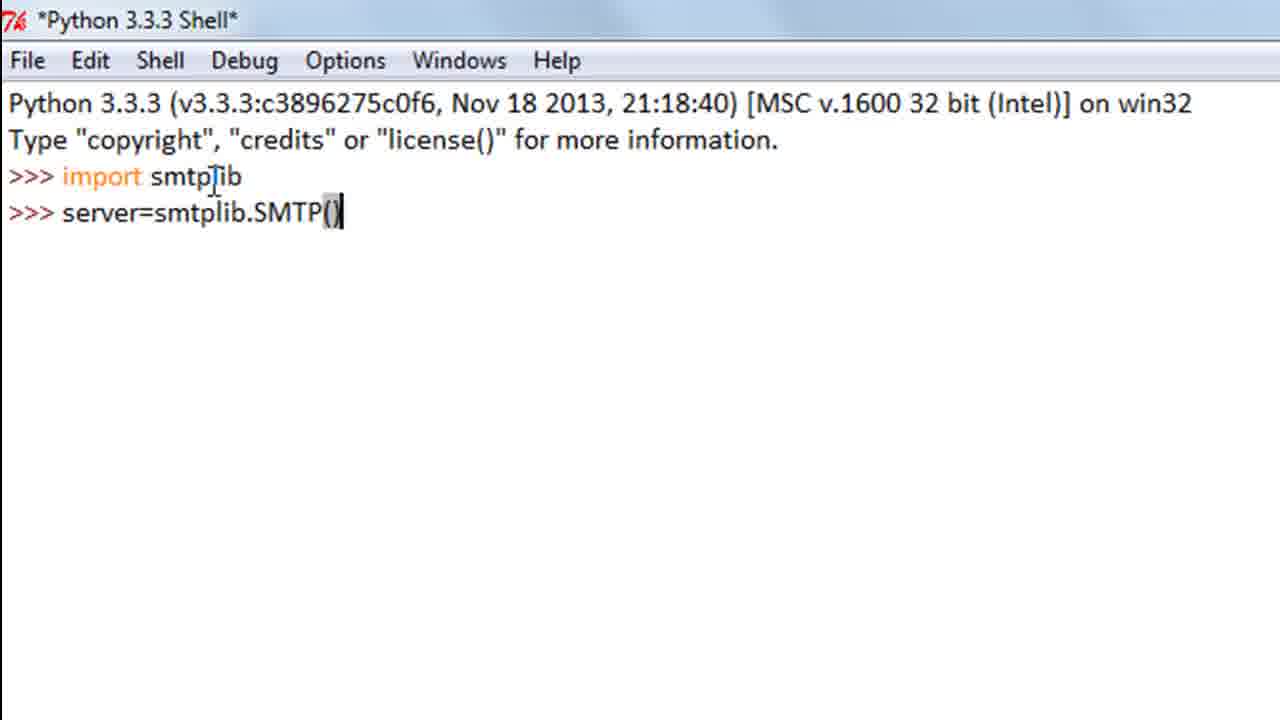 *Python 3.3.3 Shell*
File Edit Shell Debug Options Windows Help
Python 3.3.3 (v3.3.3:c3896275c0f6, Nov 18 2013, 21:18:40) [MSC v.1600 32 bit (Intel)] on win32
Type "copyright", "credits" or "license()" for more information.
>>> import smtplib
>>> server=smtplib.SMTP()